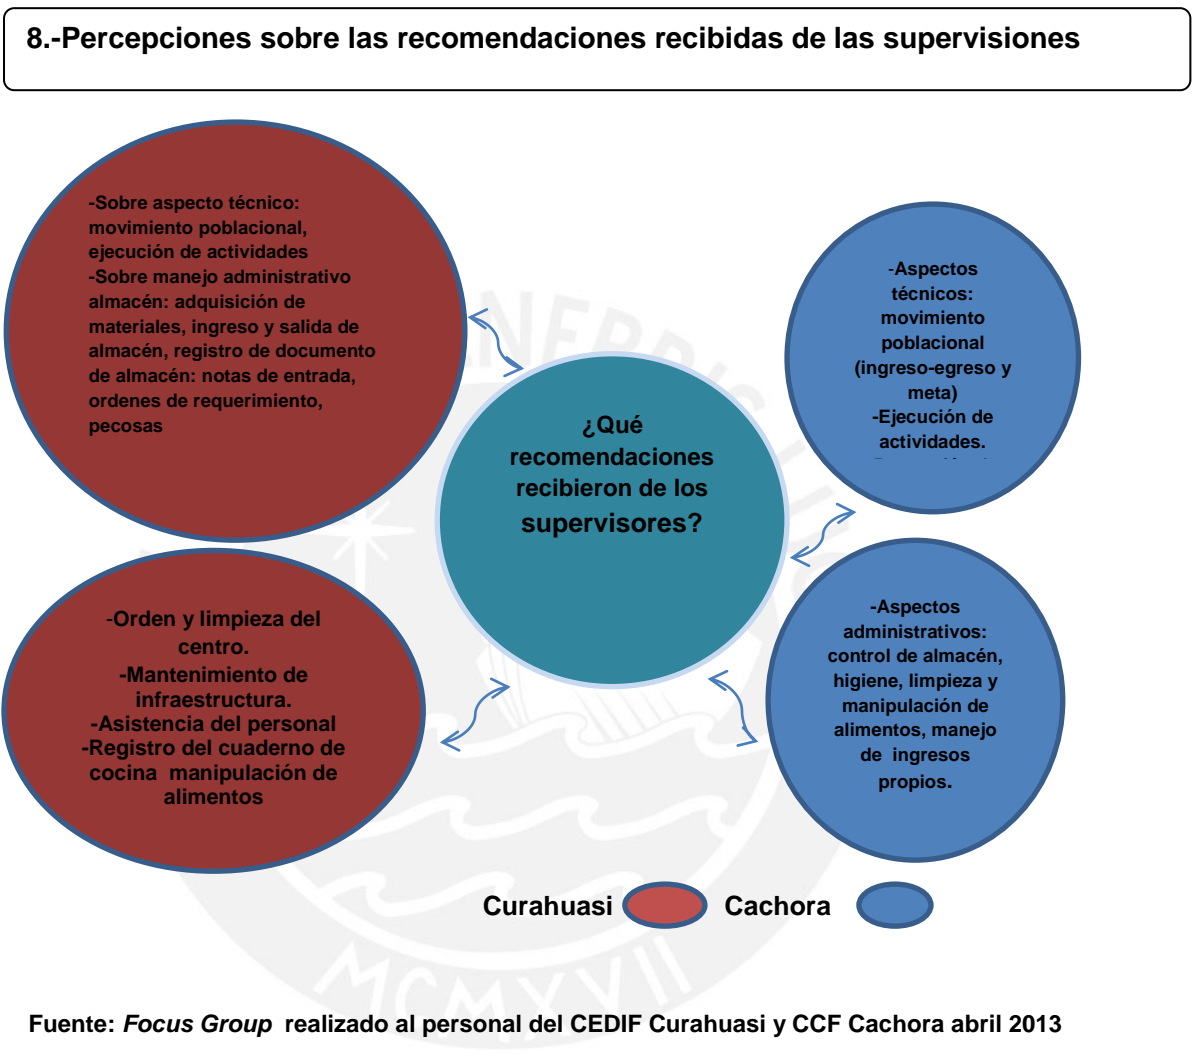 8.-Percepciones sobre las recomendaciones recibidas de las supervisiones
-Sobre aspecto técnico:
movimiento poblacional,
ejecución de actividades
-Sobre manejo administrativo
almacén: adquisición de
materiales, ingreso y salida de
almacén, registro de documento
de almacén: notas de entrada,
ordenes de requerimiento,
pecosas
-Aspectos
técnicos:
movimiento
poblacional
(ingreso-egreso y
meta)
-Ejecución de
actividades.
¿Qué
recomendaciones
recibieron de los
supervisores?
-Orden y limpieza del
centro.
-Mantenimiento de
infraestructura.
-Asistencia del personal
-Registro del cuaderno de
cocina manipulación de
alimentos
-Aspectos
administrativos:
control de almacén,
higiene, limpieza y
manipulación de
alimentos, manejo
de ingresos
propios.
Curahuasi
Cachora
MCMXVII
Fuente: Focus Group realizado al personal del CEDIF Curahuasi y CCF Cachora abril 2013